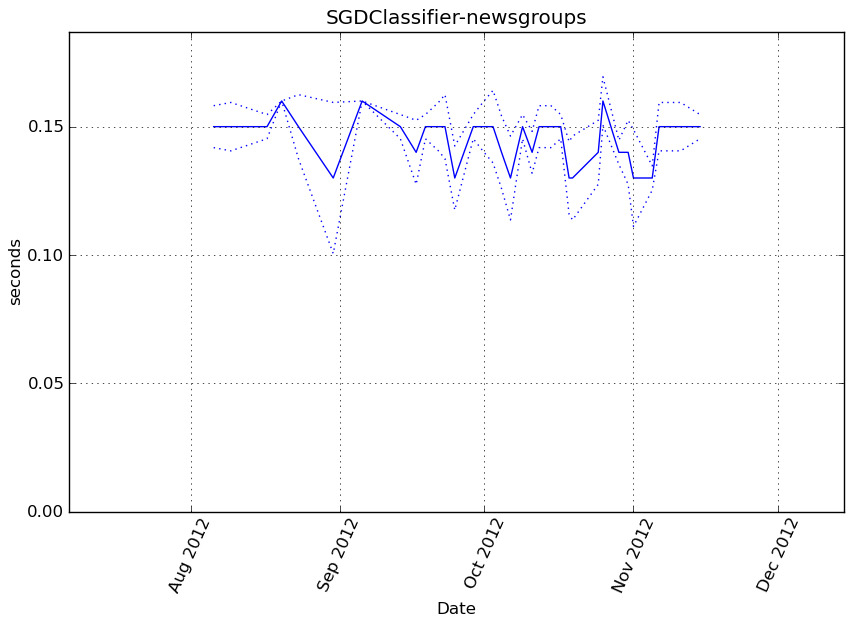 SGDClassifier-newsgroups
0.15
0.10
0.05
0.00
seconds
Aug 2012
Sep 2012
Oct 2012
Nov 2012
Dec 2012
Date